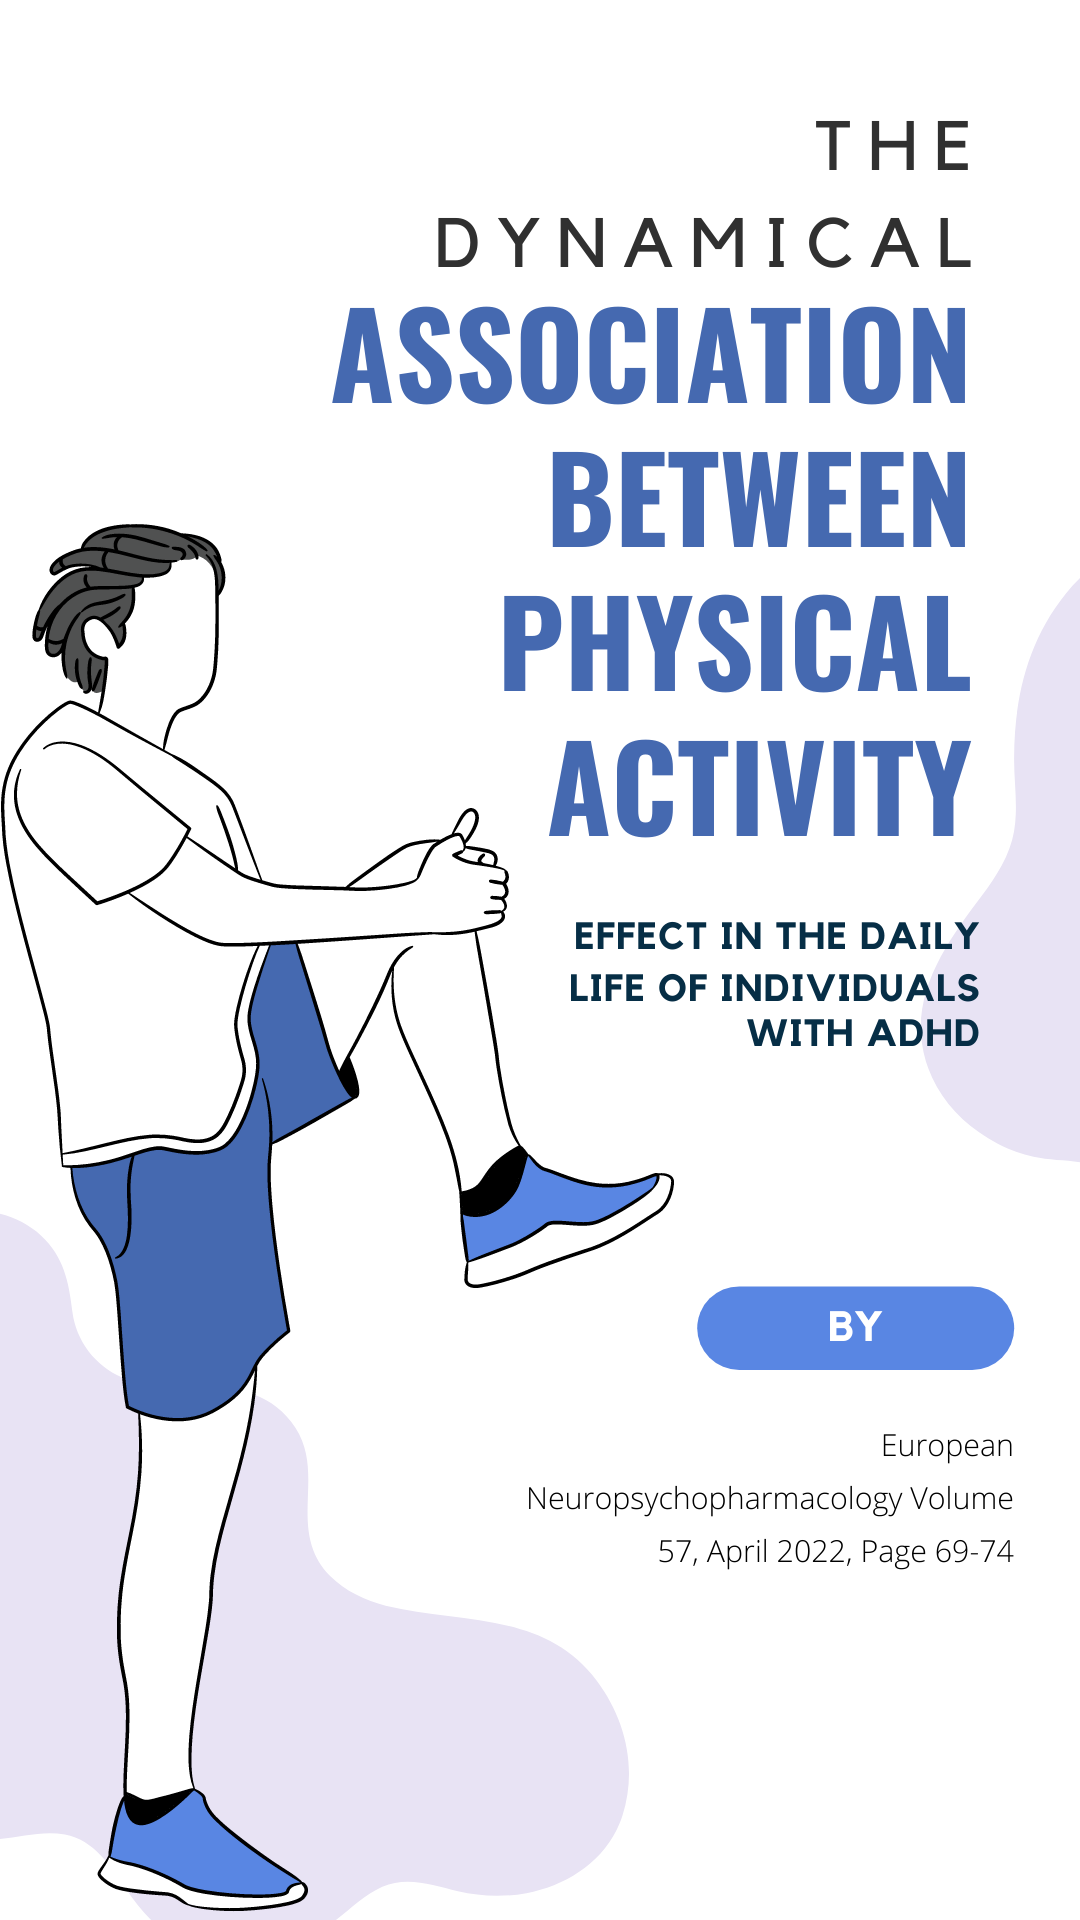 THE
DYNAMICAL
ASSOCIATION
BETWEEN
PHYSICAL
ACTIVITY
EFFECT IN THE DAILY
LIFE OF INDIVIDUALS
WITH ADHD
BY
European
Neuropsychopharmacology Volume
57, April 2022, Page 69-74